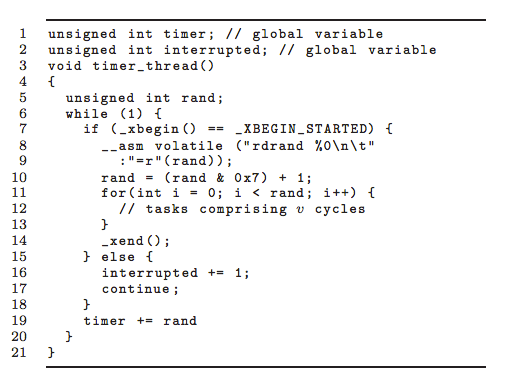 1 unsigned int timer; // global variable
2 unsigned int interrupted; // global variable
3 void timer_thread()
4 {
5 unsigned int rand;
6 while (1) {
7 if (_xbegin() == _XBEGIN_STARTED) {
8 __asm volatile ("rdrand %0\n\t"
9 :"=r"(rand));
10 rand = (rand & 0x7) + 1;
11 for(int i = 0; i < rand; i++) {
12 // tasks comprising v cycles
13 }
14 _xend();
15 } else {
16 interrupted += 1;
17 continue;
18 }
19 timer += rand
20 }
21 }